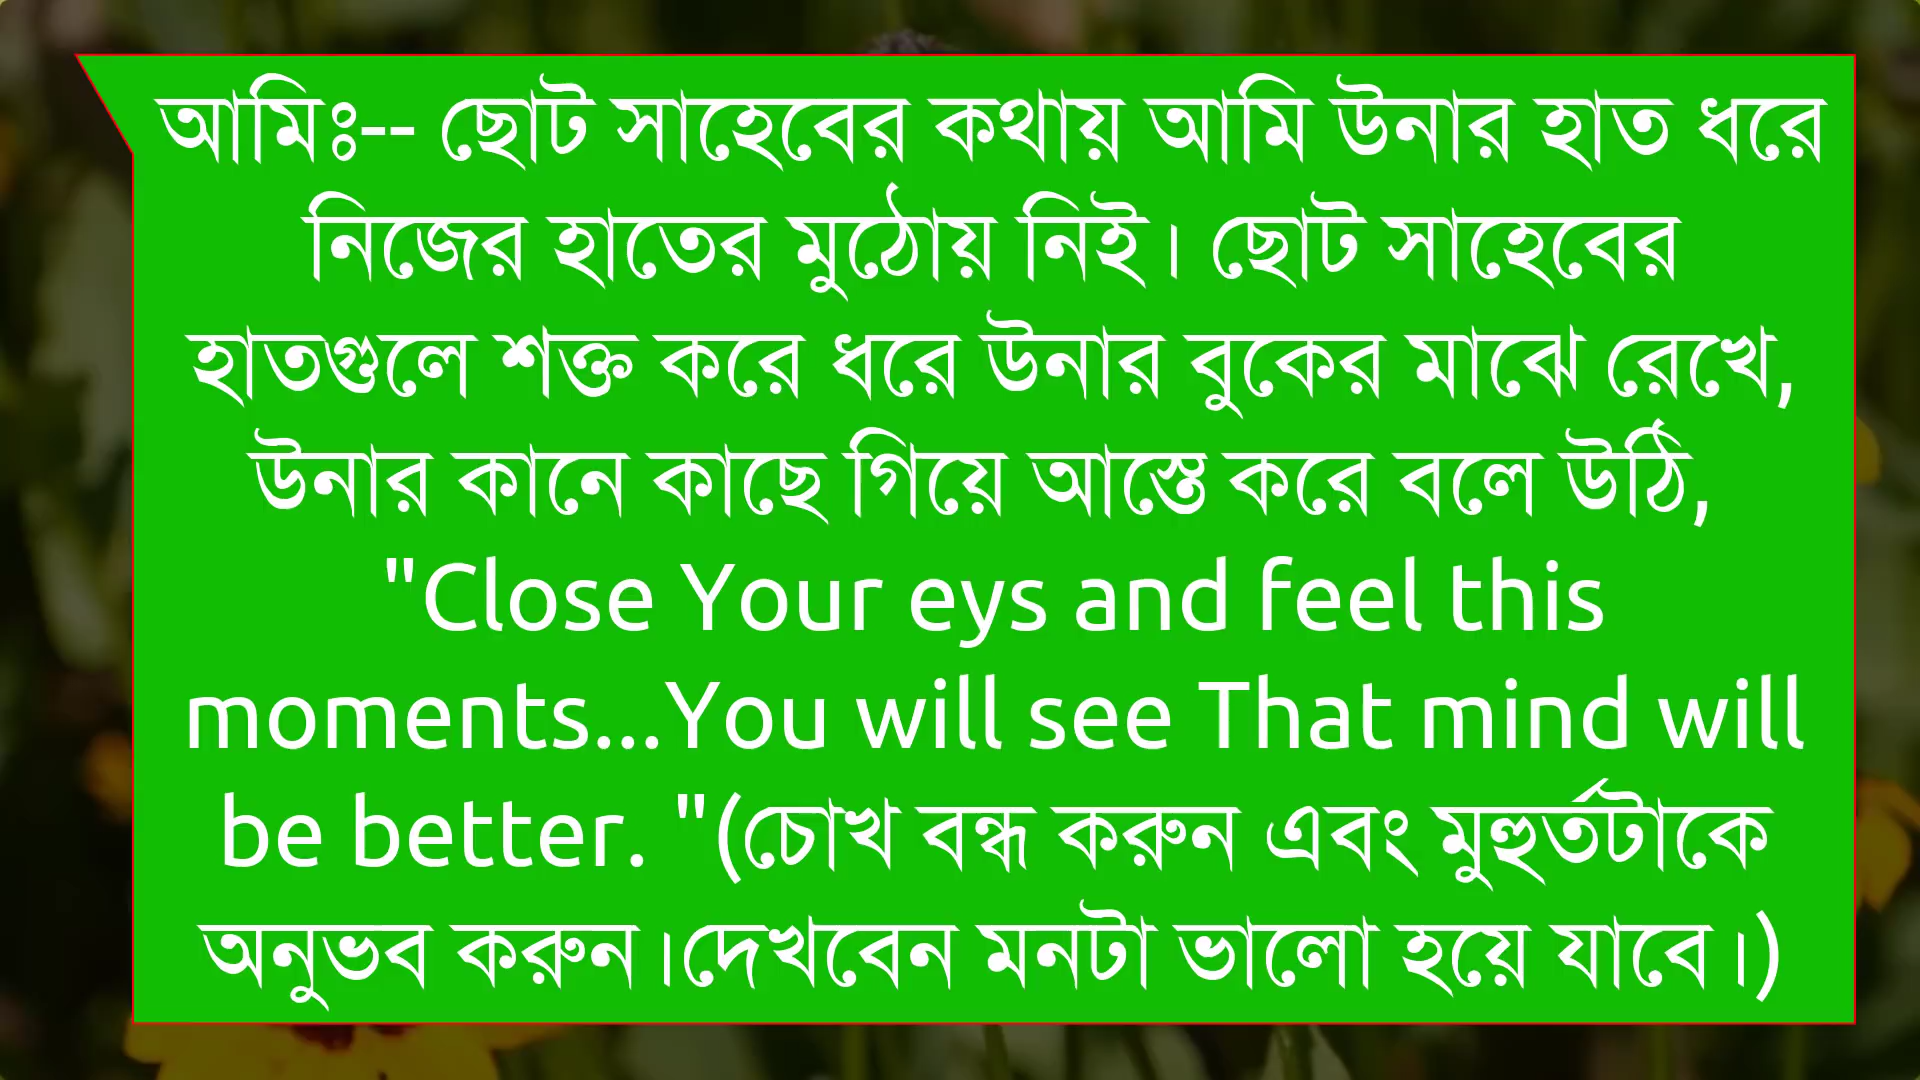 আমিঃ-- ছোট সাহেবের কথায় আমি উনার হাত ধরে
নিজের হাতের মুঠোয় নিই। ছোট সাহেবের
হাতগুলে শক্ত করে ধরে উনার বুকের মাঝে রেখে,
উনার কানে কাছে গিয়ে আস্তে করে বলে উঠি,
"Close Your eys and feel this
moments...You will see That mind will
be better. "(চোখ বন্ধ করুন এবং মুহুর্তটাকে
অনুভব করুন।দেখবেন মনটা ভালো হয়ে যাবে।)